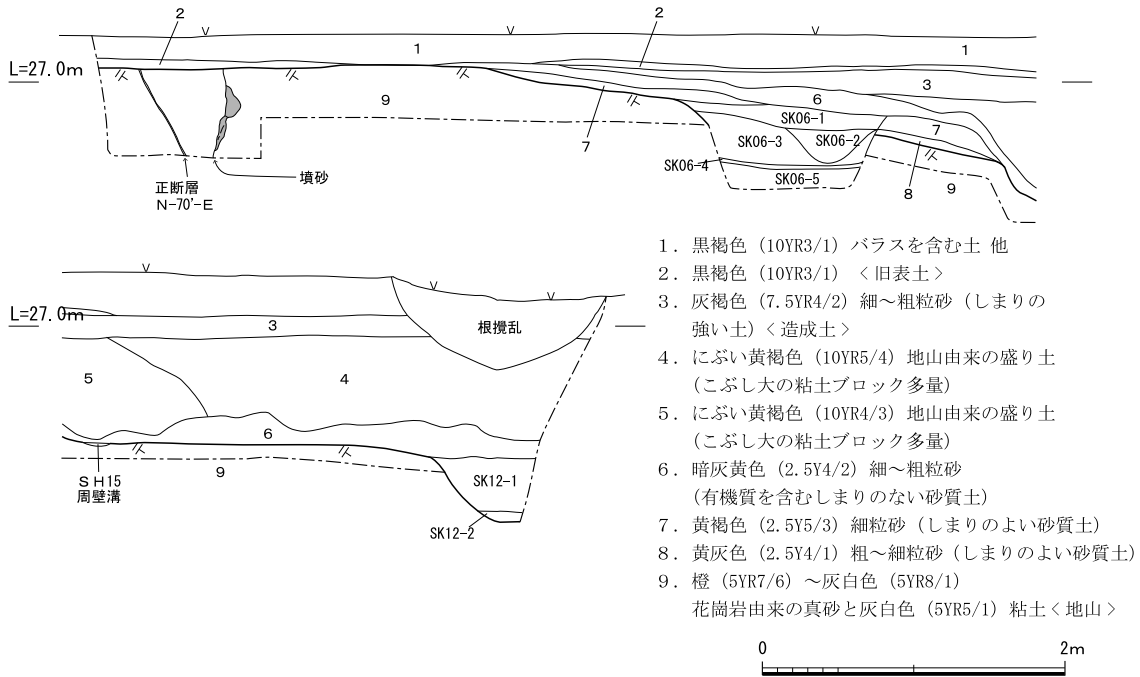 2
2
1
1
L=27.0m
3
9
6
SK06-1
7
SK06-3
SK06-2
7
SK06-4
SK06-5
8
9
正断層
N-70'-E
墳砂
L=27.0m
3
根攪乱
5
4
6
9
SH15
周壁溝
SK12-1
SK12-2
1．黒褐色（10YR3/1）バラスを含む土 他
2．黒褐色（10YR3/1）＜旧表土＞
3．灰褐色（7.5YR4/2）細～粗粒砂（しまりの
強い土）＜造成土＞
4．にぶい黄褐色（10YR5/4）地山由来の盛り土
（こぶし大の粘土ブロック多量）
5．にぶい黄褐色（10YR4/3）地山由来の盛り土
（こぶし大の粘土ブロック多量）
6．暗灰黄色（2.5Y4/2）細～粗粒砂
（有機質を含むしまりのない砂質土）
7．黄褐色（2.5Y5/3）細粒砂（しまりのよい砂質土）
8．黄灰色（2.5Y4/1）粗～細粒砂（しまりのよい砂質土）
9．橙（5YR7/6）～灰白色（5YR8/1）
花崗岩由来の真砂と灰白色（5YR5/1）粘土＜地山＞
0
2m